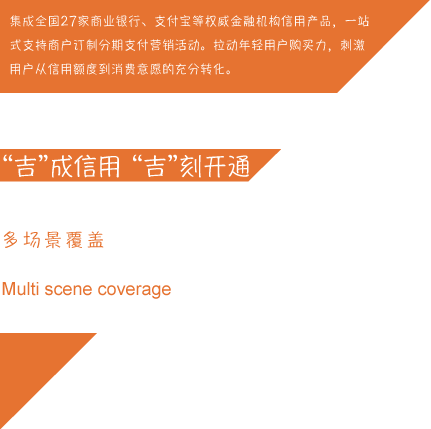 集成全国27家商业银行、支付宝等权威金融机构信用产品，一站
式支持商户订制分期支付营销活动。拉动年轻用户购买力，刺激
用户从信用额度到消费意愿的充分转化。
“吉”成信用 “吉”刻开通
多场景覆盖
Multi scene coverage